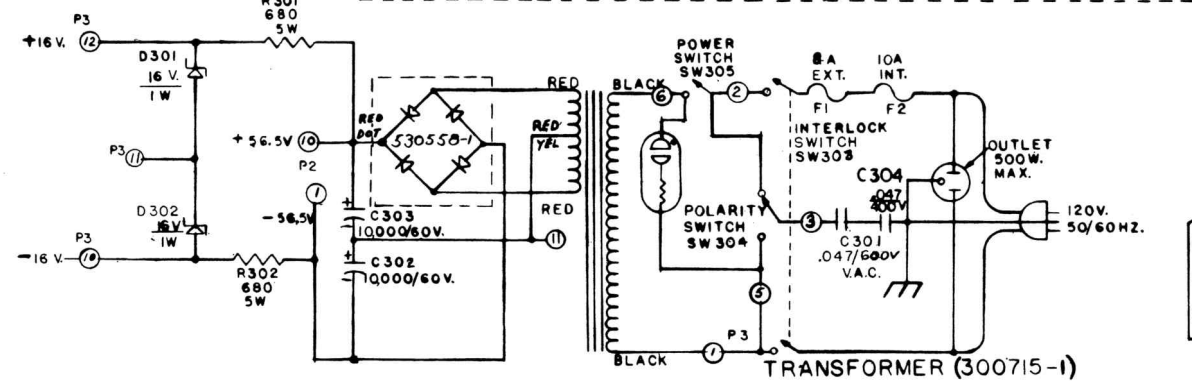 R301
680
5W
P3
+16 V.
12
D301
16 V.
1W
P3
11
D302
16V
1W
P3
-16 V.
10
R302
680
5W
+56.5V
10
P2
1
-56.5V
RED
DOT
530558-1
C303
10,000/60V.
C302
10,000/60V.
RED
RED
YEL
RED
11
BLACK
6
POWER
SWITCH
SW305
2
8A
EXT.
F1
10A
INT.
F2
INTERLOCK
SWITCH
SW303
C304
.047
400V
OUTLET
500W.
MAX.
POLARITY
SWITCH
SW304
3
C301
.047/600V
V.A.C.
120V.
50/60HZ.
5
BLACK
1
P3
TRANSFORMER (300715-1)